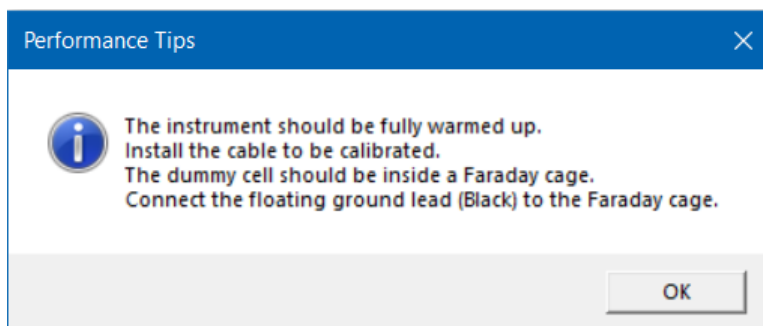 Performance Tips
The instrument should be fully warmed up.
Install the cable to be calibrated.
The dummy cell should be inside a Faraday cage.
Connect the floating ground lead (Black) to the Faraday cage.
OK